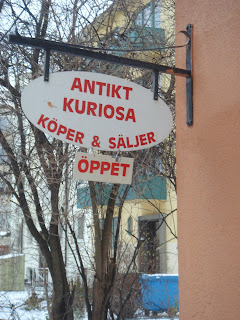 ANTIKT
KURIOSA
KÖPER & SÄLJER
ÖPPET